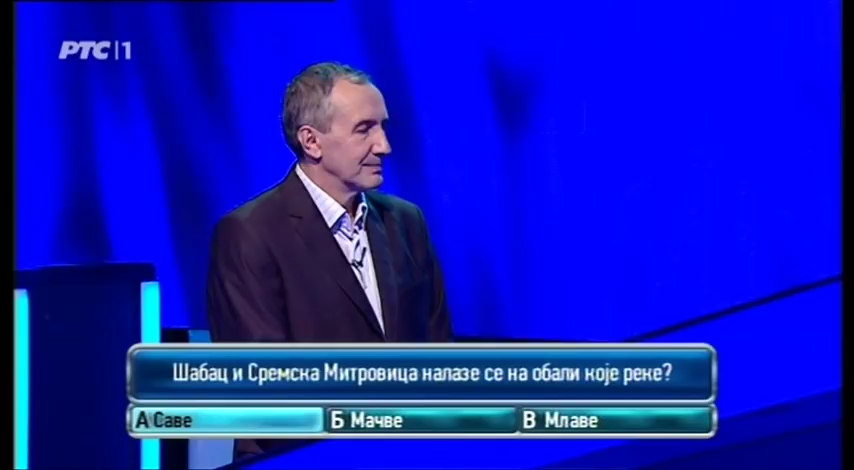 РТС|1
Шабац и Сремска Митровица налазе се на обали које реке?
А Саве
Б Мачве
В Млаве